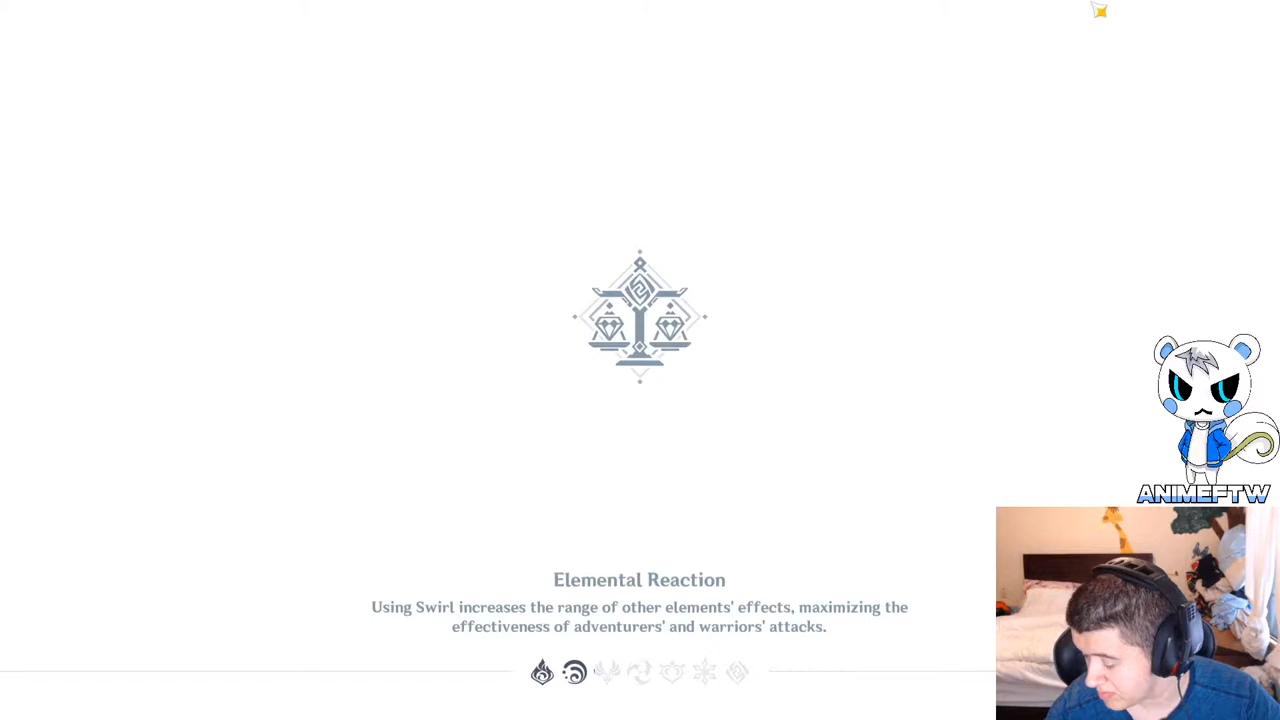 ANIMEFTW
Elemental Reaction
Using Swirl increases the range of other elements' effects, maximizing the
effectiveness of adventurers' and warriors' attacks.